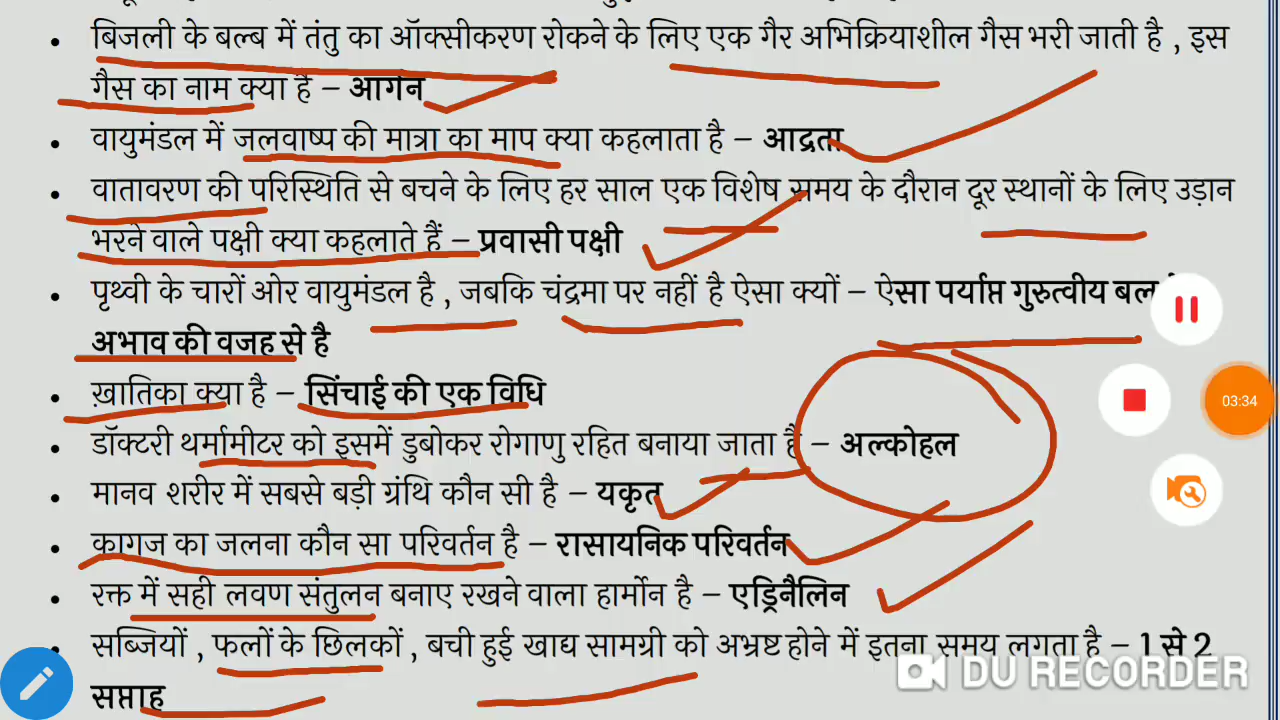 बिजली के बल्ब में तंतु का ऑक्सीकरण रोकने के लिए एक गैर अभिक्रियाशील गैस भरी जाती है , इस
गैस का नाम क्या है – आर्गन
वायुमंडल में जलवाष्प की मात्रा का माप क्या कहलाता है – आद्रता
वातावरण की परिस्थिति से बचने के लिए हर साल एक विशेष समय के दौरान दूर स्थानों के लिए उड़ान
भरने वाले पक्षी क्या कहलाते हैं – प्रवासी पक्षी
पृथ्वी के चारों ओर वायुमंडल है , जबकि चंद्रमा पर नहीं है ऐसा क्यों – ऐसा पर्याप्त गुरुत्वीय बल
अभाव की वजह से है
ख़ातिका क्या है – सिंचाई की एक विधि
डॉक्टरी थर्मामीटर को इसमें डुबोकर रोगाणु रहित बनाया जाता है – अल्कोहल
मानव शरीर में सबसे बड़ी ग्रंथि कौन सी है – यकृत
कागज का जलना कौन सा परिवर्तन है – रासायनिक परिवर्तन
रक्त में सही लवण संतुलन बनाए रखने वाला हार्मोन है – एड्रिनैलिन
सब्जियों , फलों के छिलकों , बची हुई खाद्य सामग्री को अभ्रष्ट होने में इतना समय लगता है – 1 से 2
सप्ताह
03:34
DU RECORDER